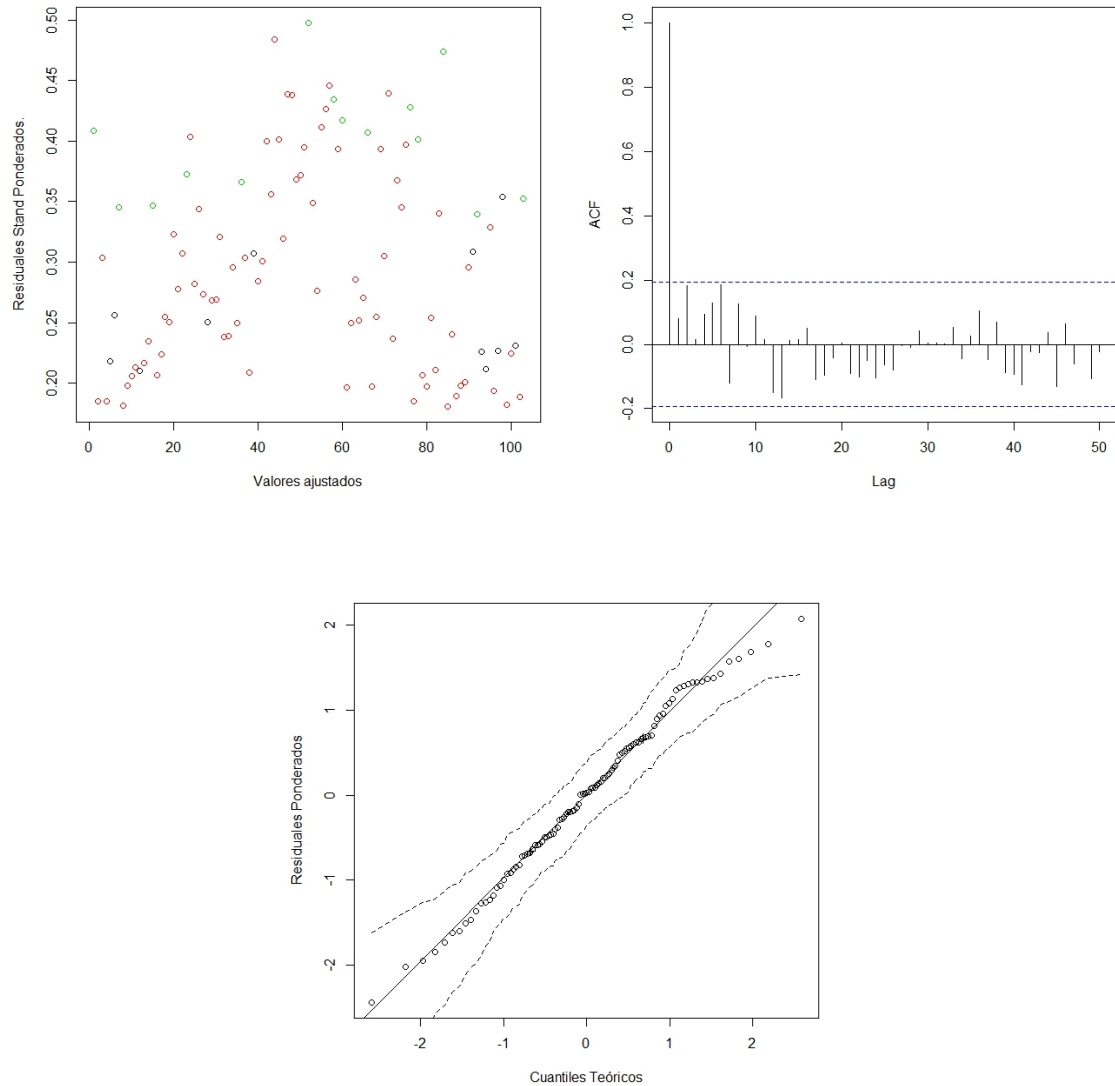 Residuales Stand Ponderados.
0.50
0.45
0.40
0.35
0.30
0.25
0.20
0 20 40 60 80 100
Valores ajustados
ACF
1.0
0.8
0.6
0.4
0.2
0.0
-0.2
0 10 20 30 40 50
Lag
Residuales Ponderados
2
1
0
-1
-2
-2 -1 0 1 2
Cuantiles Teóricos